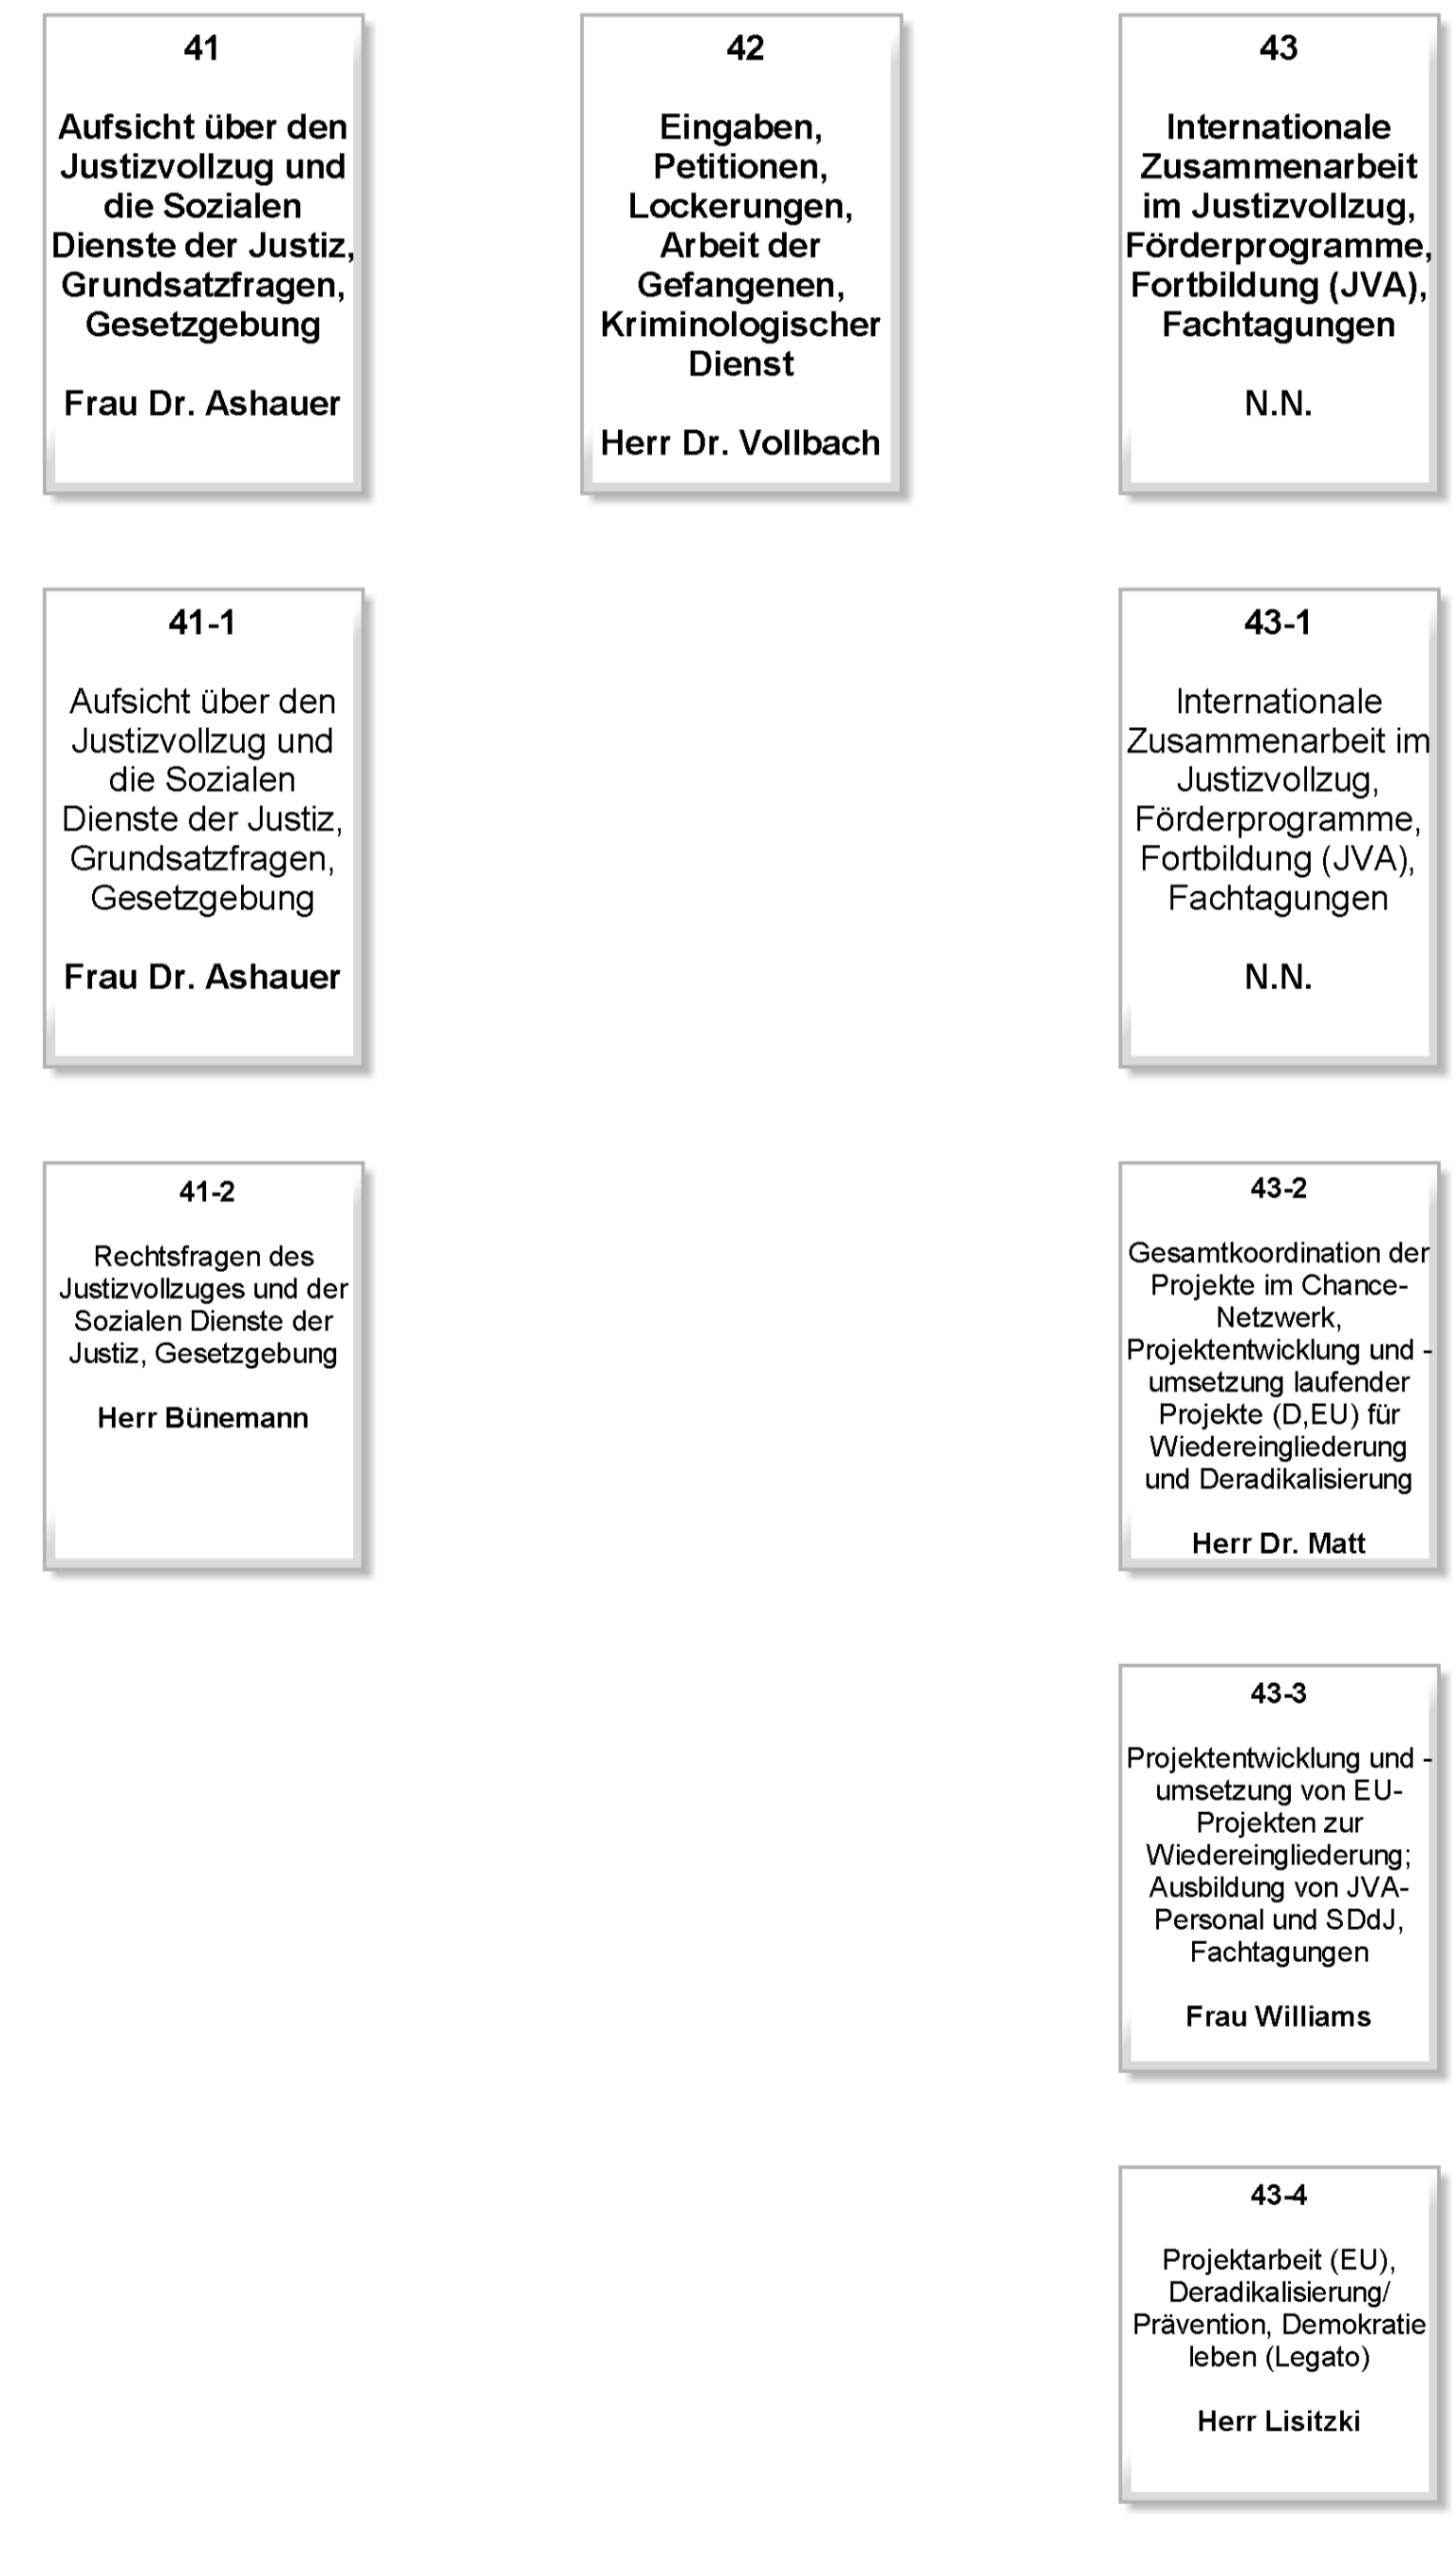 41
Aufsicht über den
Justizvollzug und
die Sozialen
Dienste der Justiz,
Grundsatzfragen,
Gesetzgebung
Frau Dr. Ashauer
42
Eingaben,
Petitionen,
Lockerungen,
Arbeit der
Gefangenen,
Kriminologischer
Dienst
Herr Dr. Vollbach
43
Internationale
Zusammenarbeit
im Justizvollzug,
Förderprogramme,
Fortbildung (JVA),
Fachtagungen
N.N.
41-1
Aufsicht über den
Justizvollzug und
die Sozialen
Dienste der Justiz,
Grundsatzfragen,
Gesetzgebung
Frau Dr. Ashauer
43-1
Internationale
Zusammenarbeit im
Justizvollzug,
Förderprogramme,
Fortbildung (JVA),
Fachtagungen
N.N.
41-2
Rechtsfragen des
Justizvollzuges und der
Sozialen Dienste der
Justiz, Gesetzgebung
Herr Bünemann
43-2
Gesamtkoordination der
Projekte im Chance-
Netzwerk,
Projektentwicklung und -
umsetzung laufender
Projekte (D,EU) für
Wiedereingliederung
und Deradikalisierung
Herr Dr. Matt
43-3
Projektentwicklung und -
umsetzung von EU-
Projekten zur
Wiedereingliederung;
Ausbildung von JVA-
Personal und SDdJ,
Fachtagungen
Frau Williams
43-4
Projektarbeit (EU),
Deradikalisierung/
Prävention, Demokratie
leben (Legato)
Herr Lisitzki